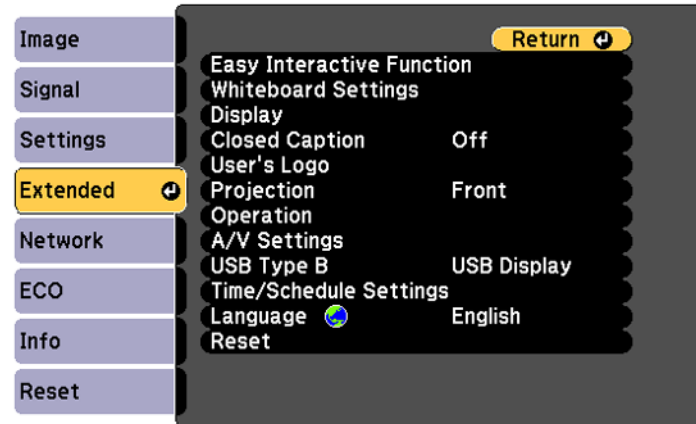 Image
Signal
Settings
Extended
Network
ECO
Info
Reset
Return
Easy Interactive Function
Whiteboard Settings
Display
Closed Caption Off
User's Logo
Projection Front
Operation
A/V Settings
USB Type B USB Display
Time/Schedule Settings
Language English
Reset